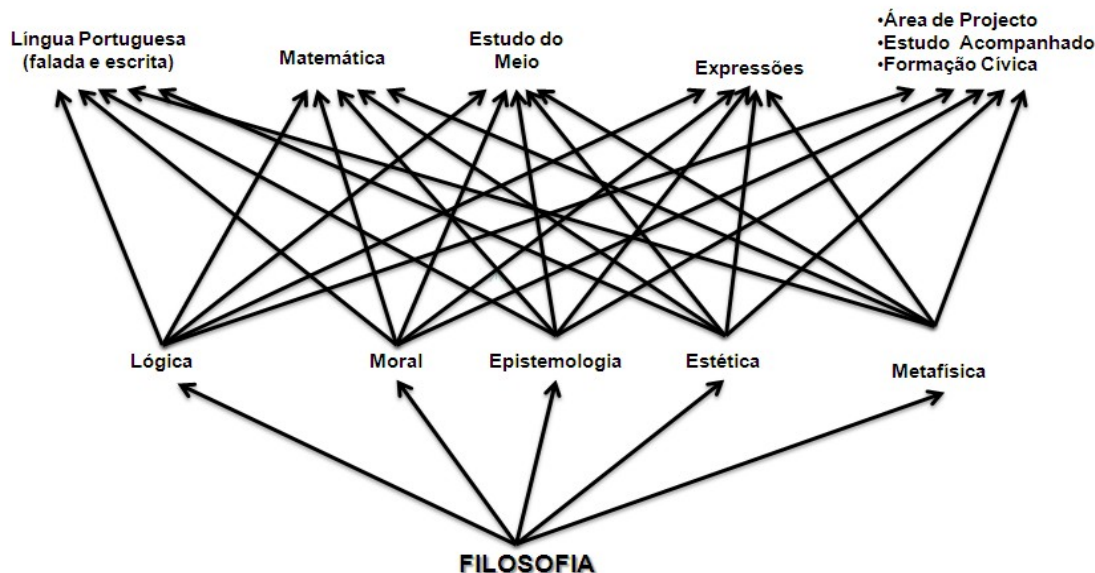 Língua Portuguesa
(falada e escrita)
Matemática
Estudo do
Meio
Expressões
•Área de Projecto
•Estudo Acompanhado
•Formação Cívica
Lógica
Moral
Epistemologia
Estética
Metafísica
FILOSOFIA